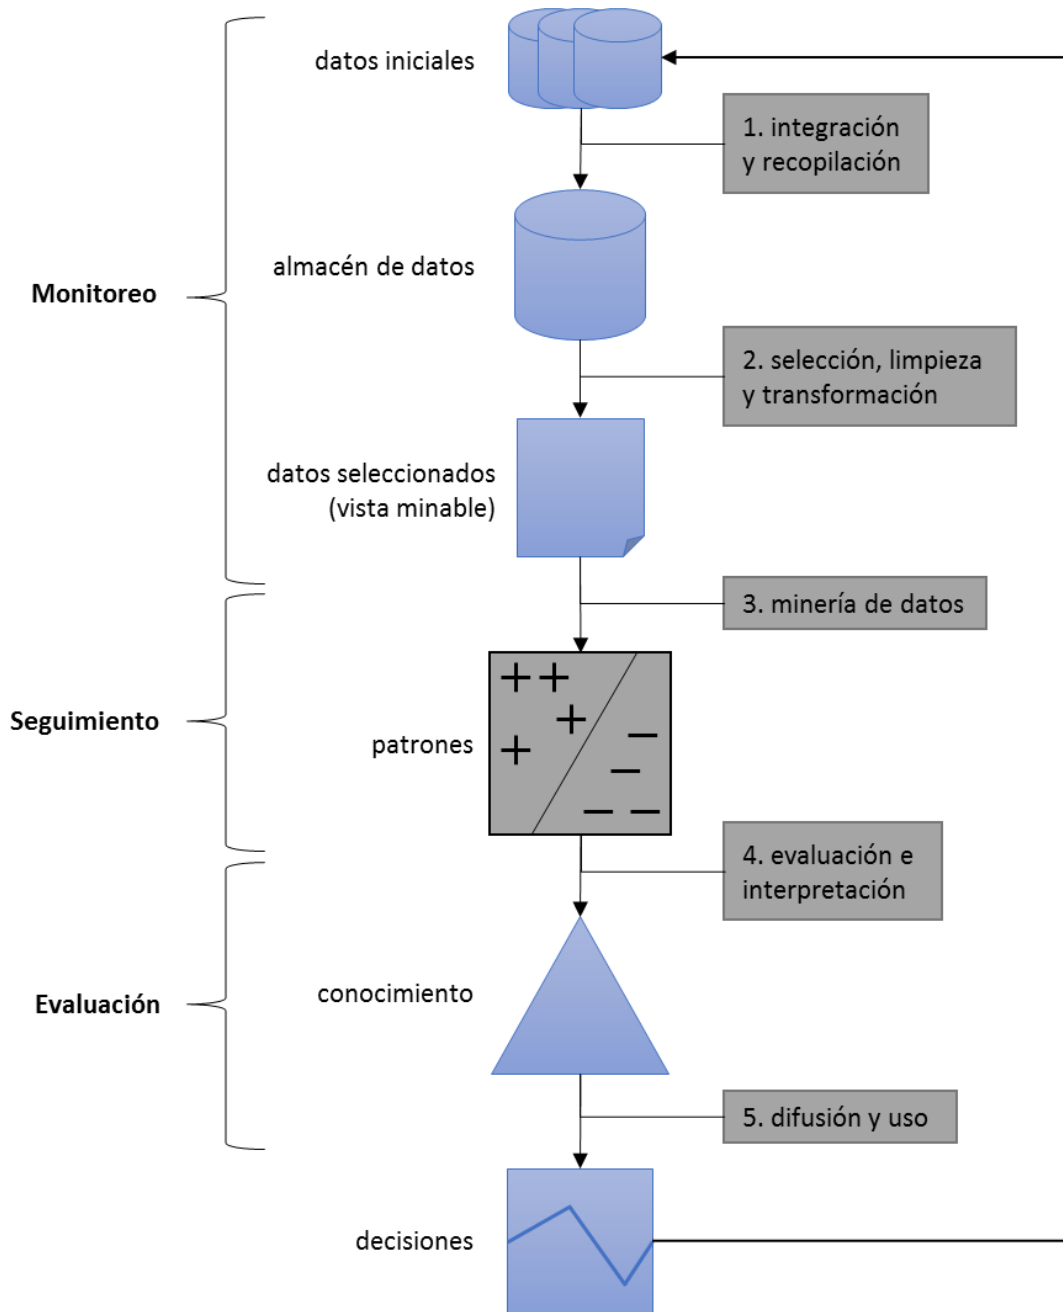 datos iniciales
1. integración
y recopilación
almacén de datos
Monitoreo
2. selección, limpieza
y transformación
datos seleccionados
(vista minable)
3. minería de datos
Seguimiento
patrones
4. evaluación e
interpretación
Evaluación
conocimiento
5. difusión y uso
decisiones